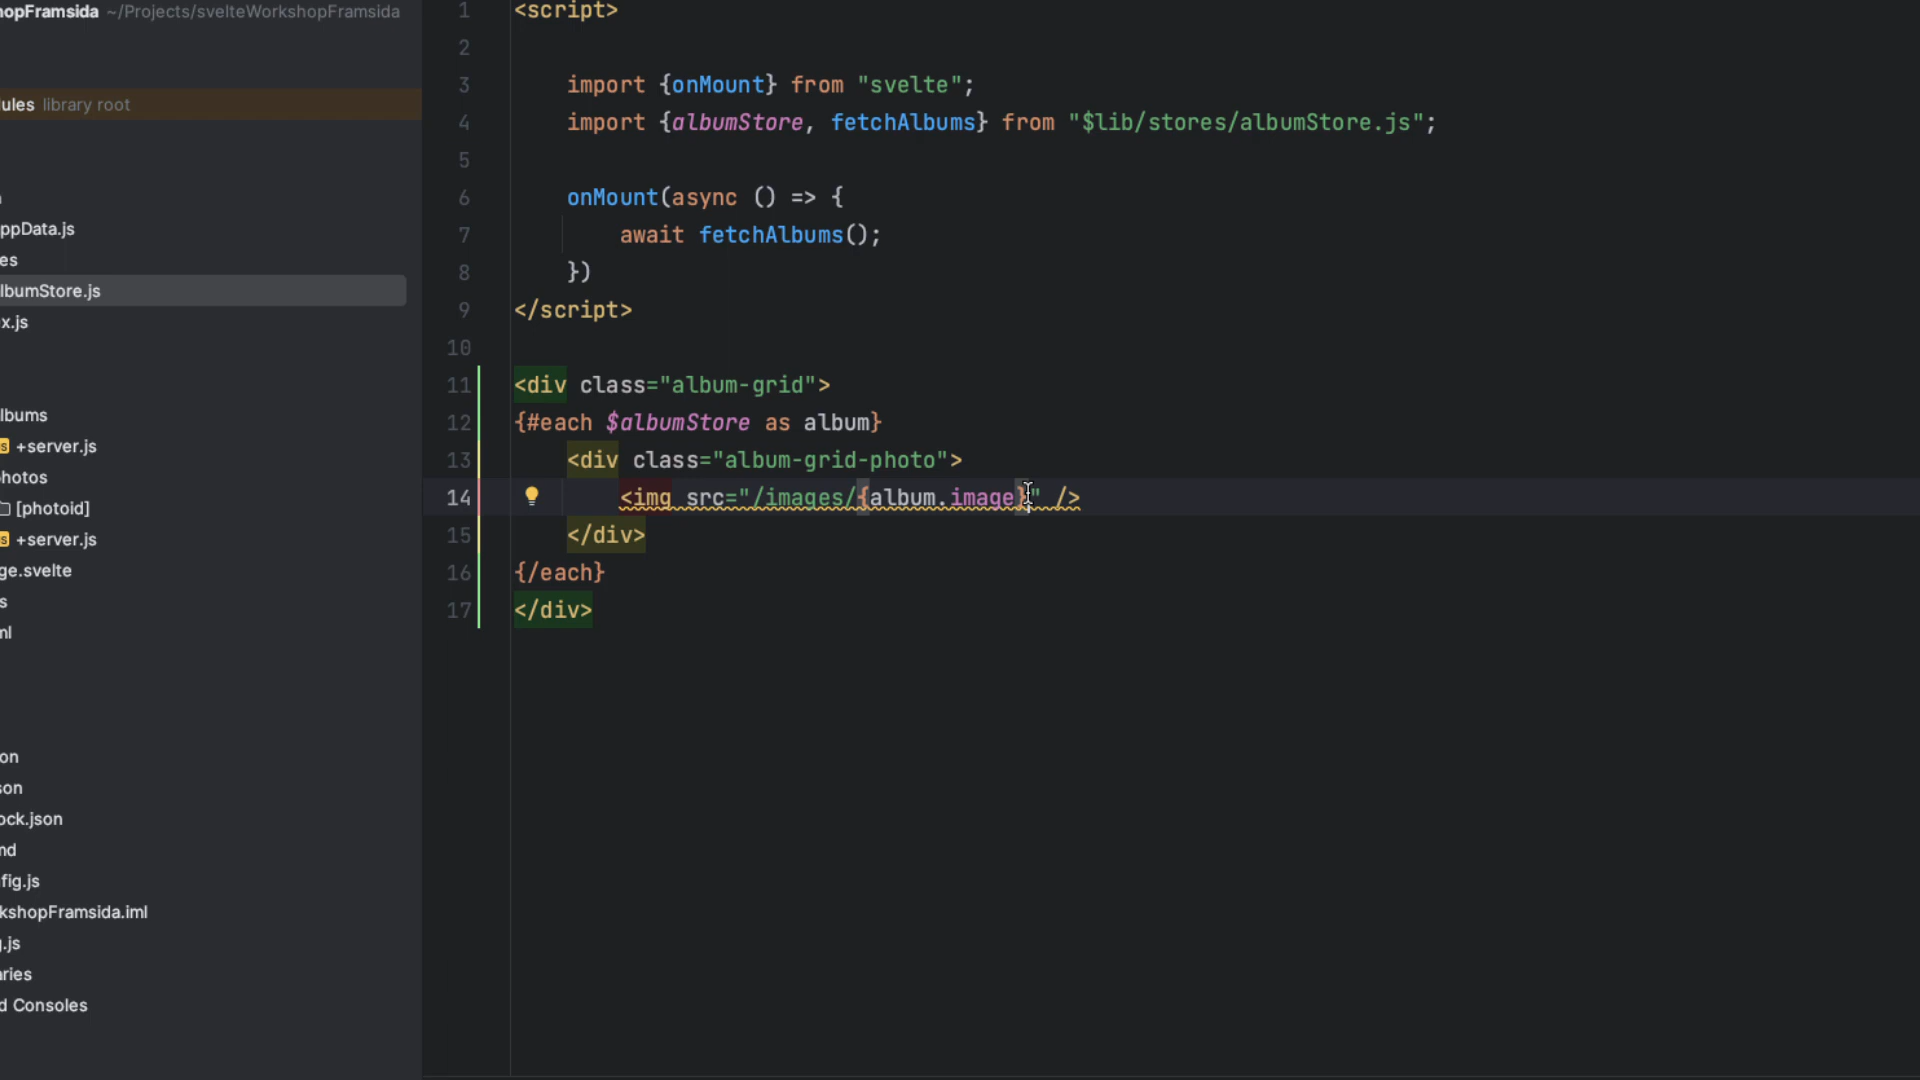 hopFramsida ~/Projects/svelteWorkshopFramsida
ules library root
ppData.js
es
lbumStore.js
x.js
lbums
+server.js
hotos
[photoid]
+server.js
ge.svelte
s
ml
on
son
ock.json
md
fig.js
kshopFramsida.iml
g.js
ries
d Consoles
1 <script>
2
3 import {onMount} from "svelte";
4 import {albumStore, fetchAlbums} from "$lib/stores/albumStore.js";
5
6 onMount(async () => {
7 await fetchAlbums();
8 })
9 </script>
10
11 <div class="album-grid">
12 {#each $albumStore as album}
13 <div class="album-grid-photo">
14 <img src="/images/{album.image}" />
15 </div>
16 {/each}
17 </div>